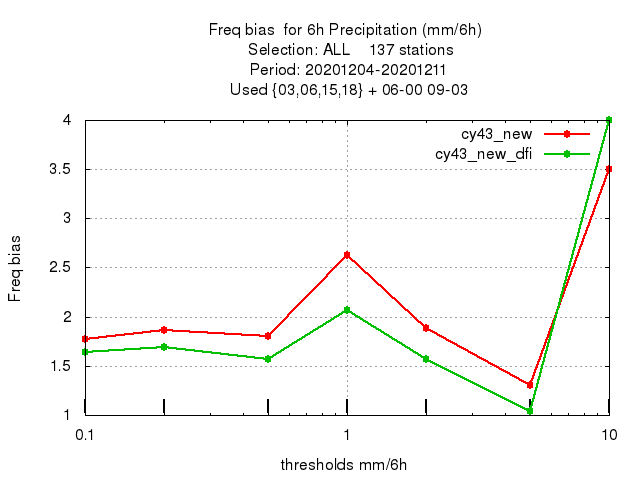 Freq bias  for 6h Precipitation (mm/6h)
Selection: ALL    137 stations
Period: 20201204-20201211
Used {03,06,15,18} + 06-00 09-03
cy43_new
cy43_new_dfi
4
3.5
3
2.5
2
1.5
1
Freq bias
0.1
1
10
thresholds mm/6h